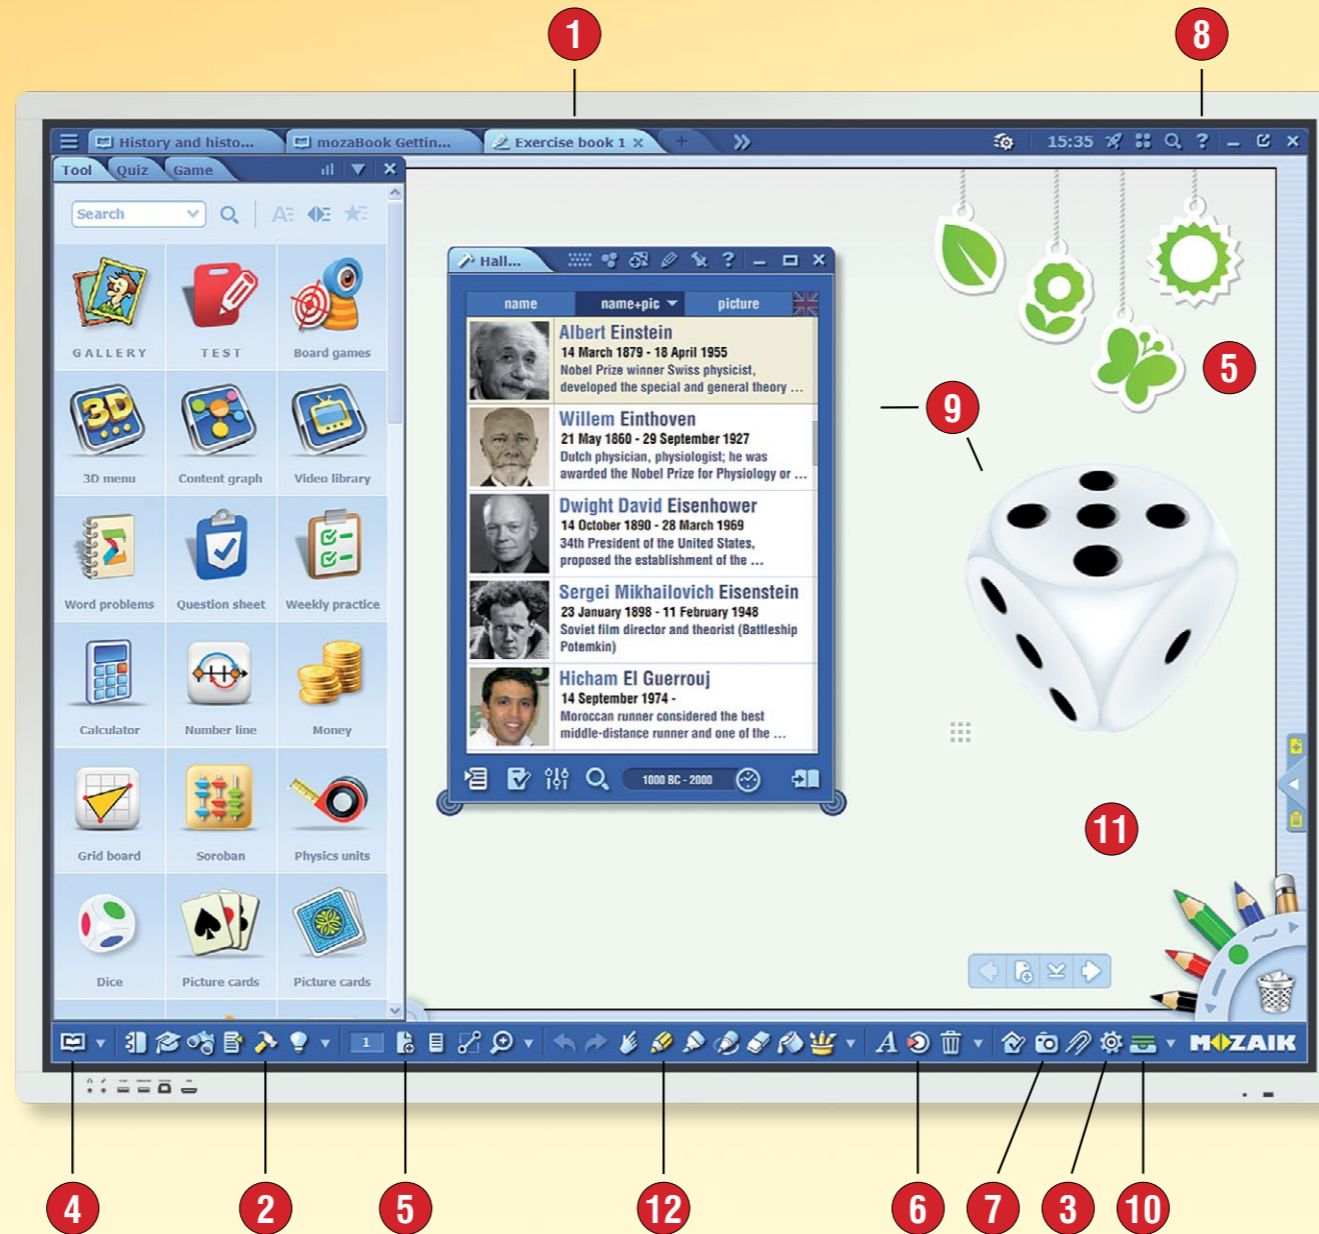 1
8
History and histo...
mozaBook Gettin...
Exercise book 1
15:35
Tool
Quiz
Game
Search
GALLERY
TEST
Board games
3D
3D menu
Content graph
Video library
Word problems
Question sheet
Weekly practice
Calculator
Number line
Money
Grid board
Soroban
Physics units
Dice
Picture cards
Picture cards
Hall...
name
name+pic
picture
Albert Einstein
14 March 1879 - 18 April 1955
Nobel Prize winner Swiss physicist,
developed the special and general theory ...
Willem Einthoven
21 May 1860 - 29 September 1927
Dutch physician, physiologist; he was
awarded the Nobel Prize for Physiology or ...
Dwight David Eisenhower
14 October 1890 - 28 March 1969
34th President of the United States,
proposed the establishment of the ...
Sergei Mikhailovich Eisenstein
23 January 1898 - 11 February 1948
Soviet film director and theorist (Battleship
Potemkin)
Hicham El Guerrouj
14 September 1974 -
Moroccan runner considered the best
middle-distance runner and one of the ...
1000 BC - 2000
5
9
11
1
A
MOZAIK
4
2
5
12
6
7
3
10